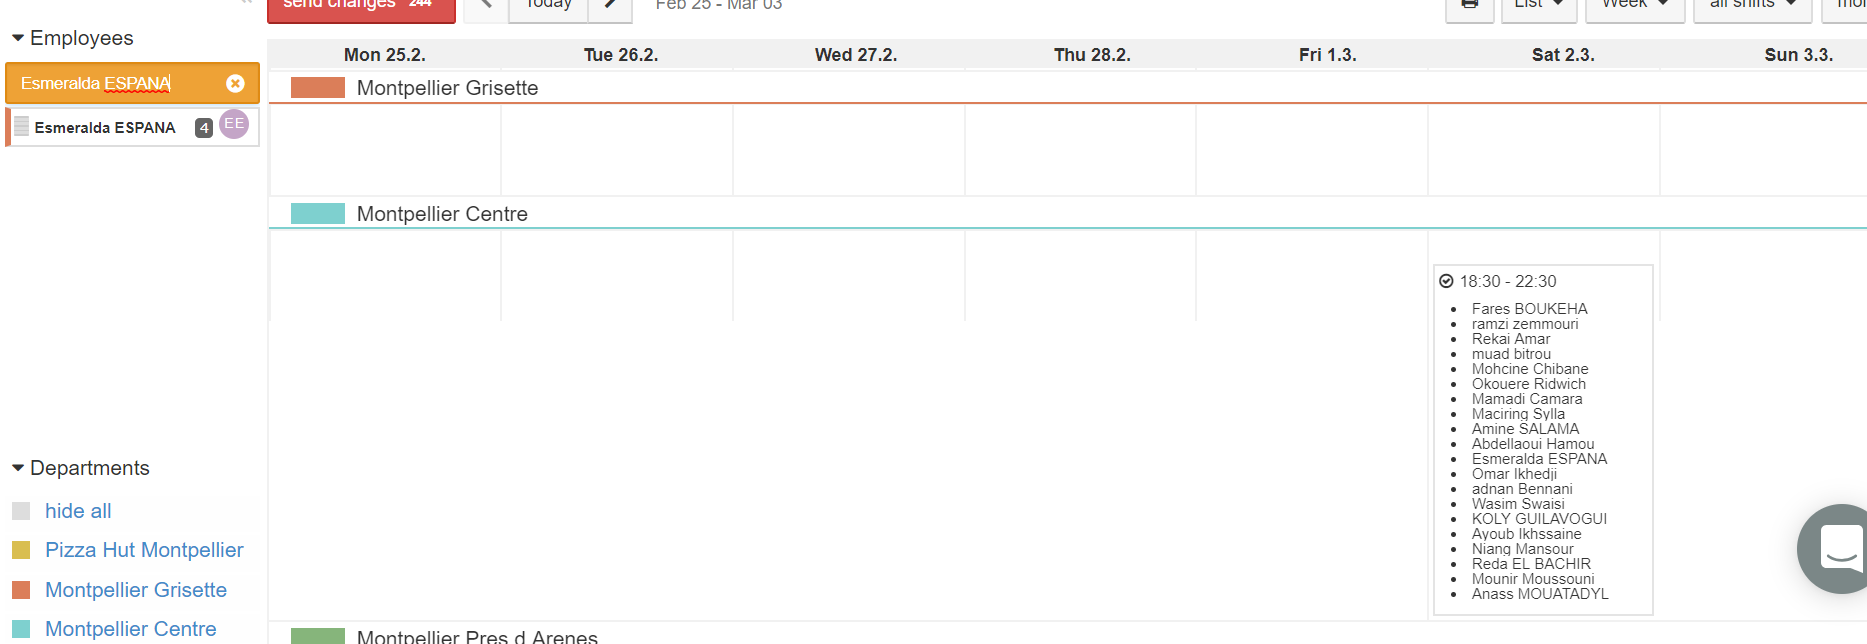 send changes 244
Today
Feb 25 - Mar 03
List
Week
all shifts
Employees
Esmeralda ESPANA
Esmeralda ESPANA 4 EE
Mon 25.2. Tue 26.2. Wed 27.2. Thu 28.2. Fri 1.3. Sat 2.3. Sun 3.3.
Montpellier Grisette
Montpellier Centre
18:30 - 22:30
Fares BOUKEHA
ramzi zemmouri
Rekai Amar
muad bitrou
Mohcine Chibane
Okouere Ridwich
Mamadi Camara
Maciring Sylla
Amine SALAMA
Abdellaoui Hamou
Esmeralda ESPANA
Omar Ikhedji
adnan Bennani
Wasim Swaisi
KOLY GUILAVOGUI
Ayoub Ikhssaine
Niang Mansour
Reda EL BACHIR
Mounir Moussouni
Anass MOUATADYL
Departments
hide all
Pizza Hut Montpellier
Montpellier Grisette
Montpellier Centre
Montpellier Pres d Arenes